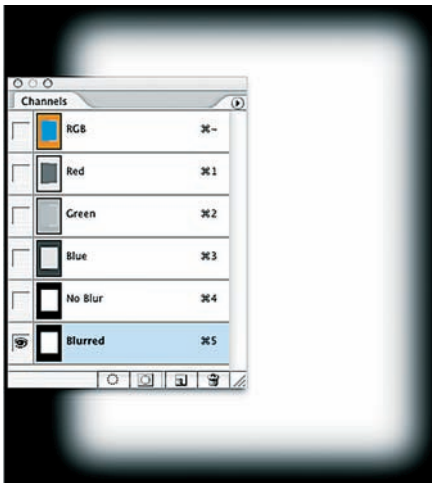 Channels
RGB ⌘~
Red ⌘1
Green ⌘2
Blue ⌘3
No Blur ⌘4
Blurred ⌘5